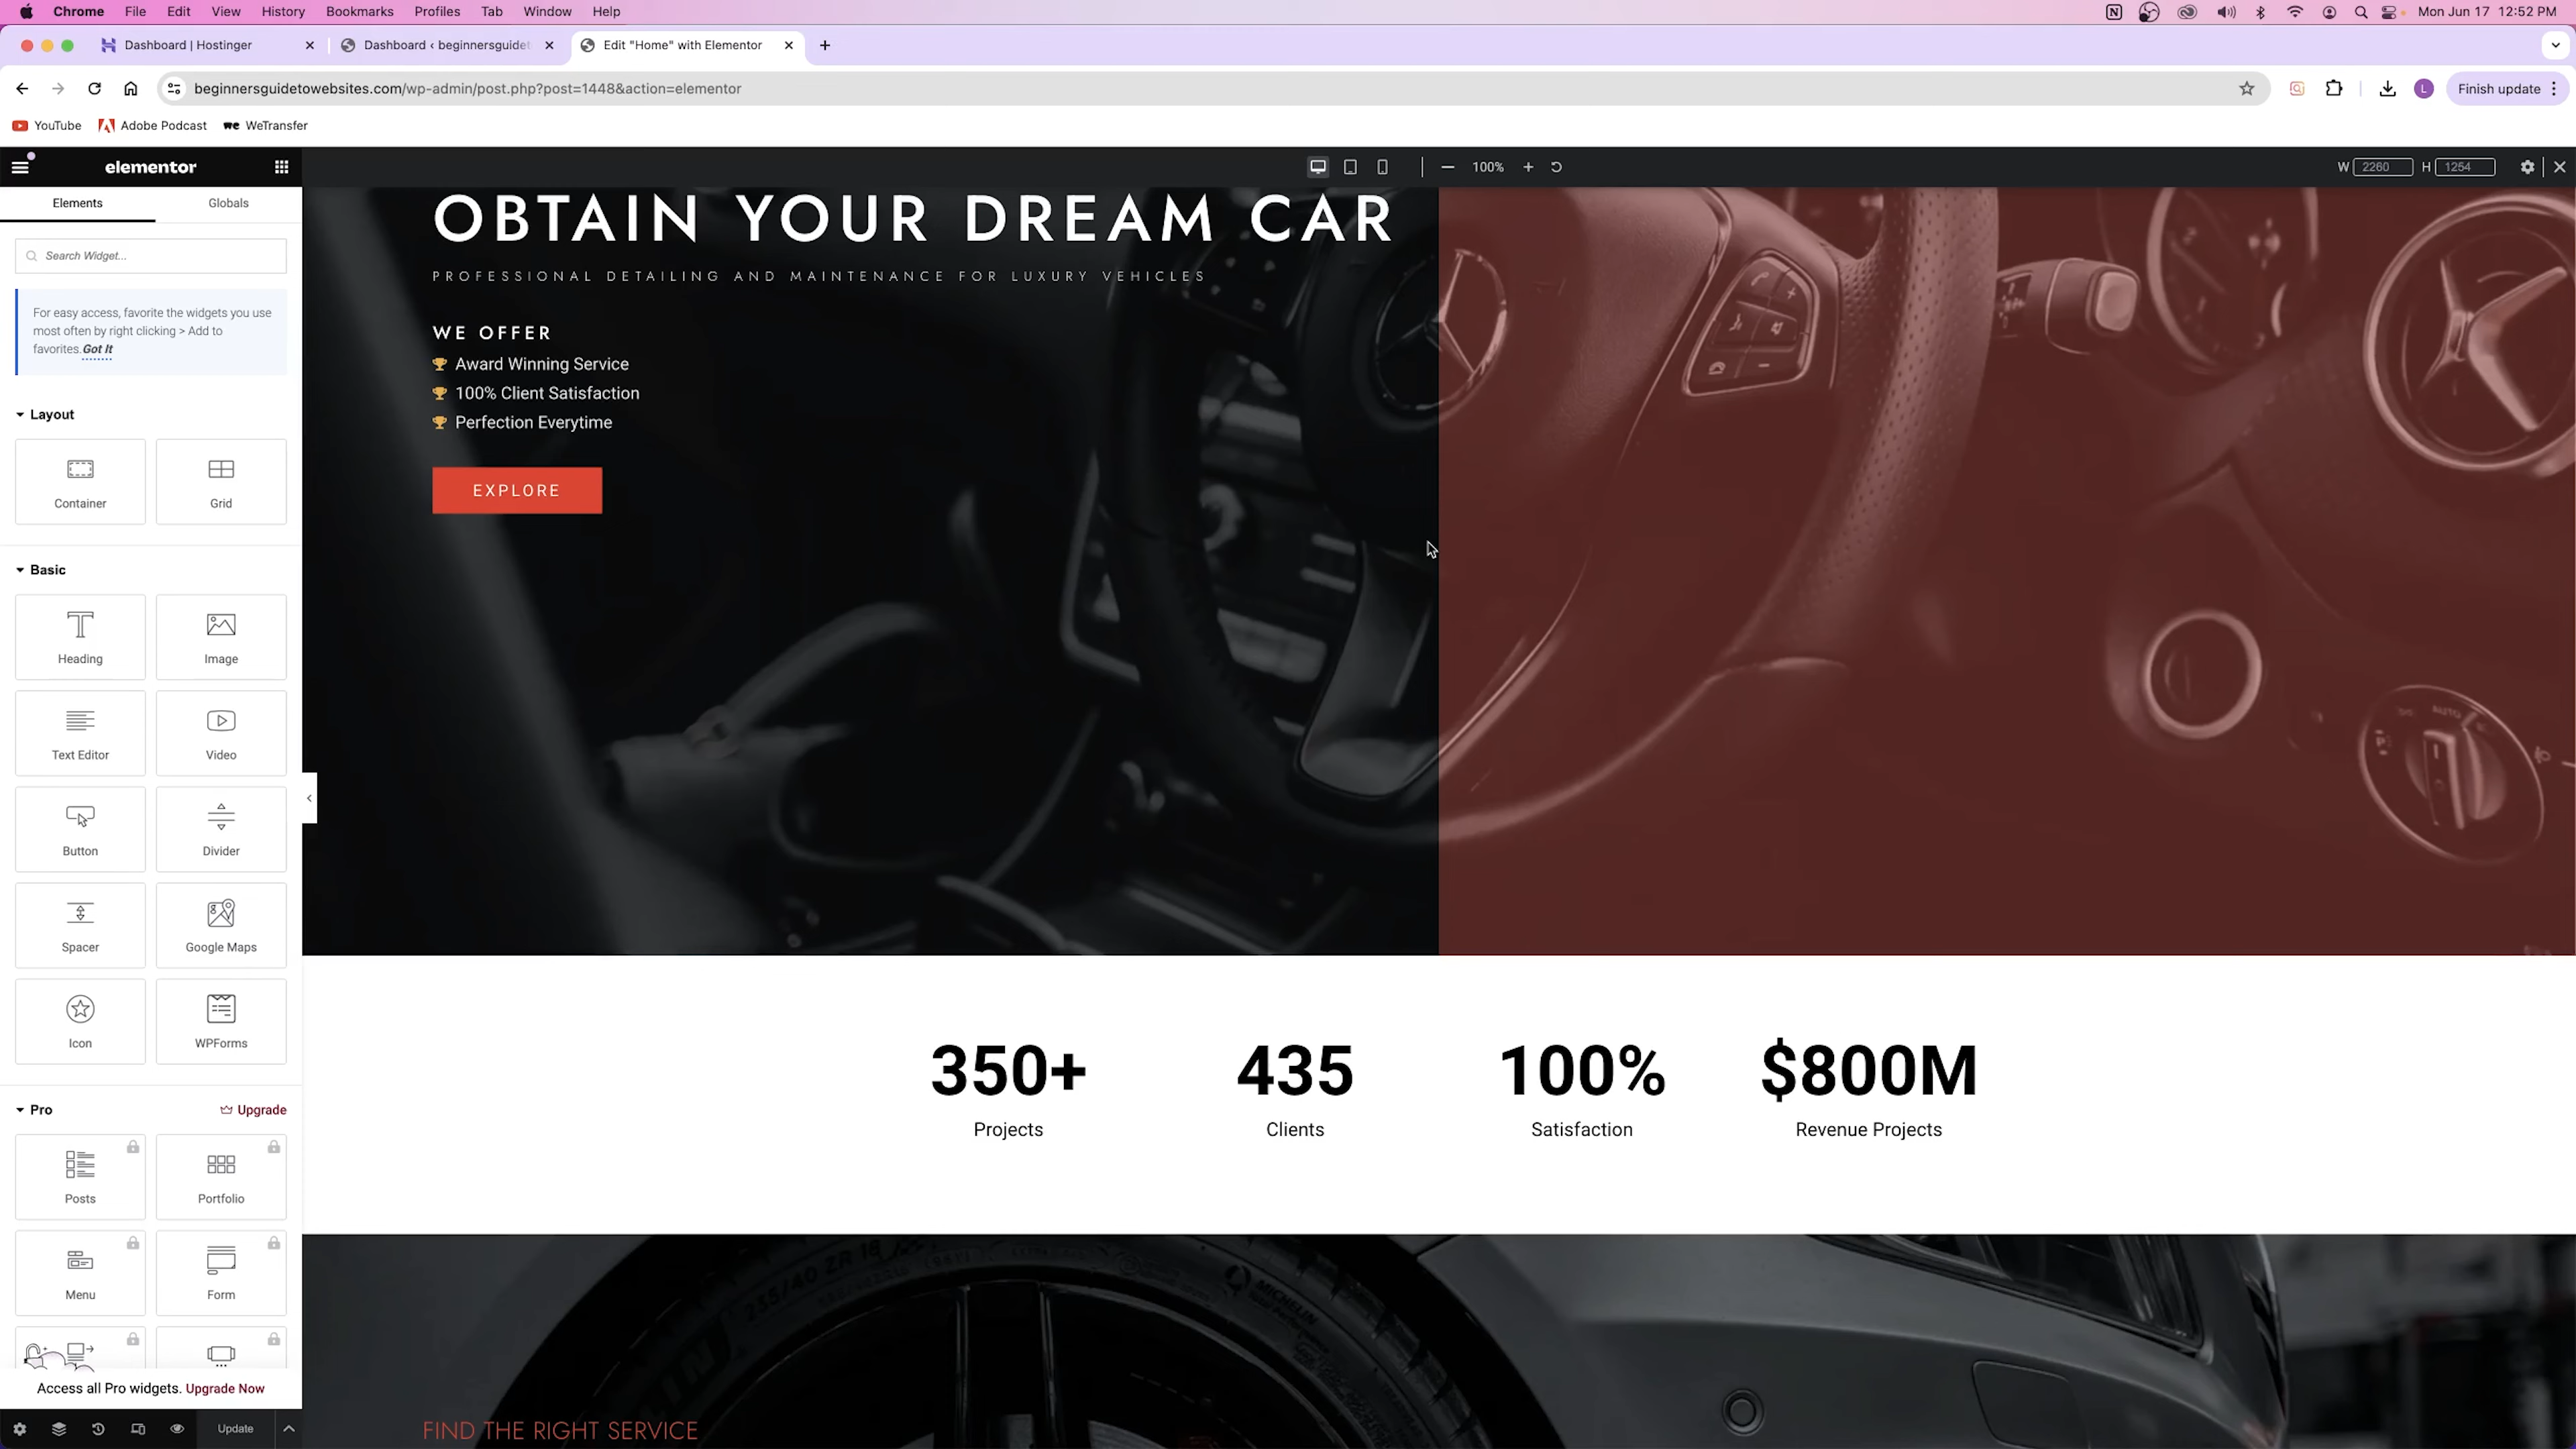 Chrome File Edit View History Bookmarks Profiles Tab Window Help Mon Jun 17 12:52 PM
Dashboard | Hostinger Dashboard ‹ beginnersguidet Edit "Home" with Elementor
beginnersguidetowebsites.com/wp-admin/post.php?post=1448&action=elementor L Finish update
YouTube Adobe Podcast WeTransfer
elementor 100% W 2260 H 1254
Elements Globals
Search Widget...
For easy access, favorite the widgets you use
most often by right clicking > Add to
favorites. Got It
Layout
Container Grid
Basic
Heading Image
Text Editor Video
Button Divider
Spacer Google Maps
Icon WPForms
Pro Upgrade
Posts Portfolio
Menu Form
Access all Pro widgets. Upgrade Now
Update
OBTAIN YOUR DREAM CAR
PROFESSIONAL DETAILING AND MAINTENANCE FOR LUXURY VEHICLES
WE OFFER
Award Winning Service
100% Client Satisfaction
Perfection Everytime
EXPLORE
AUTO
350+ 435 100% $800M
Projects Clients Satisfaction Revenue Projects
MICHELIN
FIND THE RIGHT SERVICE